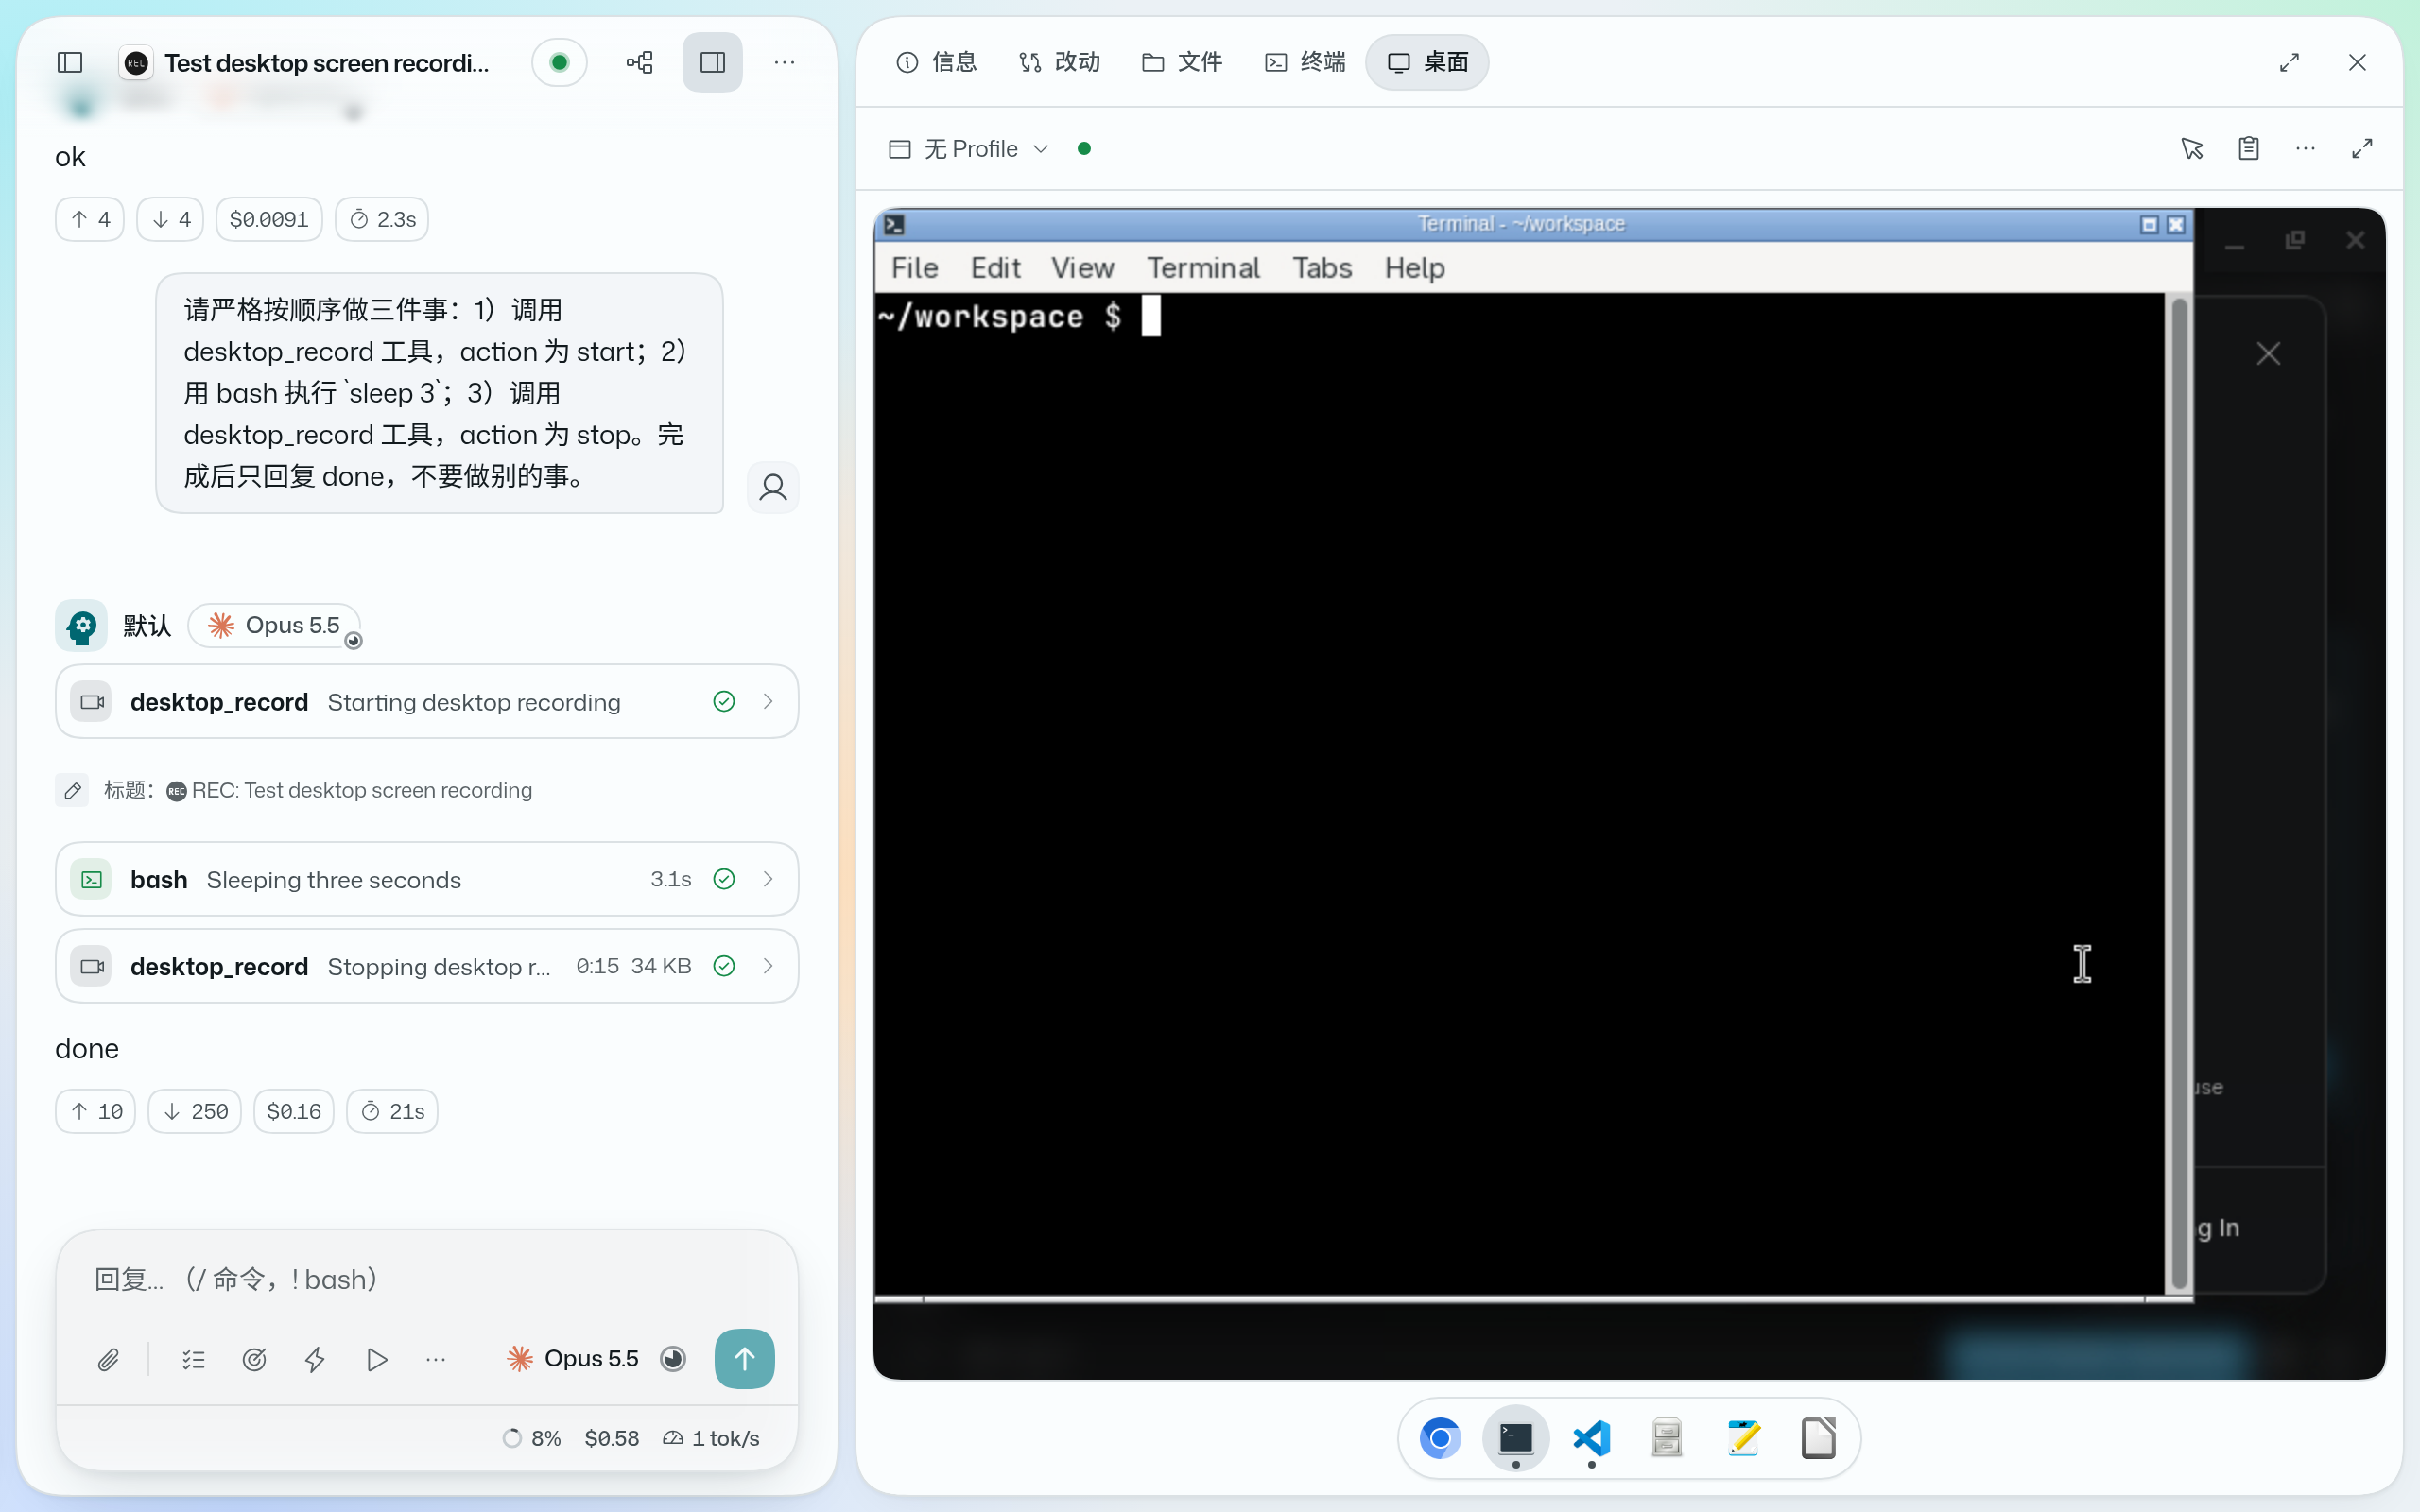 REC Test desktop screen recordi...
ok
4 4 $0.0091 2.3s
请严格按顺序做三件事：1）调用
desktop_record 工具，action 为 start；2）
用 bash 执行 `sleep 3`；3）调用
desktop_record 工具，action 为 stop。完
成后只回复 done，不要做别的事。
默认 Opus 5.5
desktop_record Starting desktop recording
标题：REC REC: Test desktop screen recording
bash Sleeping three seconds 3.1s
desktop_record Stopping desktop r... 0:15 34 KB
done
10 250 $0.16 21s
回复...（/ 命令，! bash）
Opus 5.5
8% $0.58 1 tok/s
信息 改动 文件 终端 桌面
无 Profile
Terminal - ~/workspace
File Edit View Terminal Tabs Help
~/workspace $
use
g In